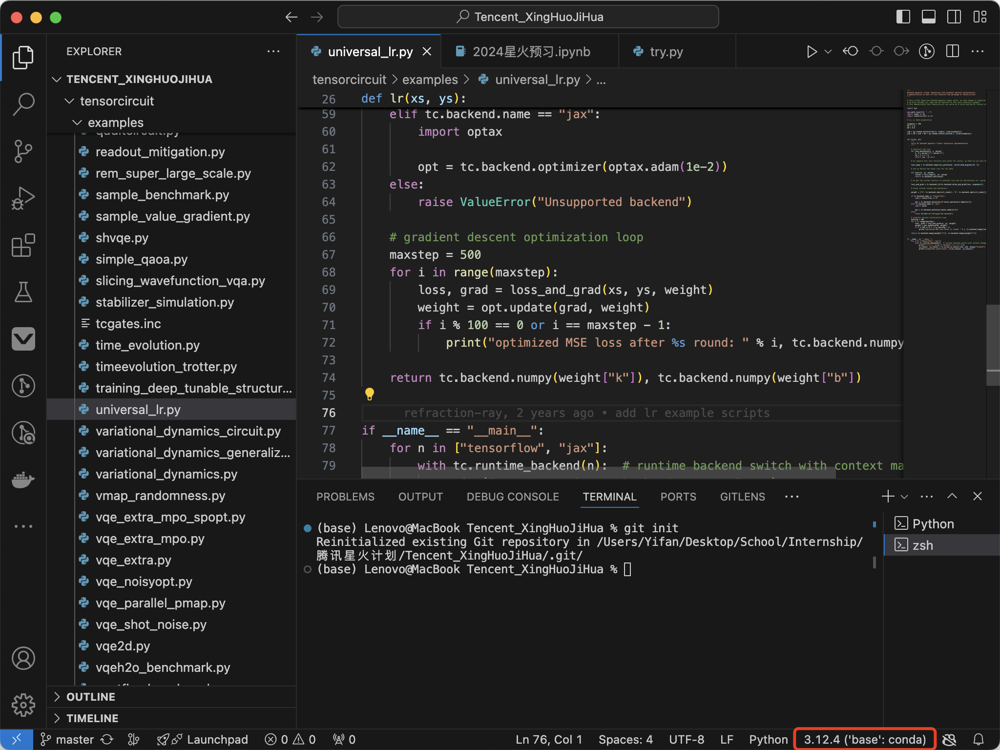 Tencent_XingHuoJiHua
EXPLORER
TENCENT_XINGHUOJIHUA
tensorcircuit
examples
readout_mitigation.py
rem_super_large_scale.py
sample_benchmark.py
sample_value_gradient.py
shvqe.py
simple_qaoa.py
slicing_wavefunction_vqa.py
stabilizer_simulation.py
tcgates.inc
time_evolution.py
timeevolution_trotter.py
training_deep_tunable_structur...
universal_lr.py
variational_dynamics_circuit.py
variational_dynamics_generaliz...
variational_dynamics.py
vmap_randomness.py
vqe_extra_mpo_spopt.py
vqe_extra_mpo.py
vqe_extra.py
vqe_noisyopt.py
vqe_parallel_pmap.py
vqe_shot_noise.py
vqe2d.py
vqeh2o_benchmark.py
OUTLINE
TIMELINE
universal_lr.py 2024星火预习.ipynb try.py
tensorcircuit > examples > universal_lr.py > ...
26 def lr(xs, ys):
59 elif tc.backend.name == "jax":
60 import optax
61
62 opt = tc.backend.optimizer(optax.adam(1e-2))
63 else:
64 raise ValueError("Unsupported backend")
65
66 # gradient descent optimization loop
67 maxstep = 500
68 for i in range(maxstep):
69 loss, grad = loss_and_grad(xs, ys, weight)
70 weight = opt.update(grad, weight)
71 if i % 100 == 0 or i == maxstep - 1:
72 print("optimized MSE loss after %s round: " % i, tc.backend.numpy
73
74 return tc.backend.numpy(weight["k"]), tc.backend.numpy(weight["b"])
75
76 refraction-ray, 2 years ago • add lr example scripts
77 if __name__ == "__main__":
78 for n in ["tensorflow", "jax"]:
79 with tc.runtime_backend(n): # runtime backend switch with context ma
PROBLEMS OUTPUT DEBUG CONSOLE TERMINAL PORTS GITLENS
(base) Lenovo@MacBook Tencent_XingHuoJiHua % git init
Reinitialized existing Git repository in /Users/Yifan/Desktop/School/Internship/
腾讯星火计划/Tencent_XingHuoJiHua/.git/
(base) Lenovo@MacBook Tencent_XingHuoJiHua %
Python
zsh
master Launchpad 0 0 0 Ln 76, Col 1 Spaces: 4 UTF-8 LF Python 3.12.4 ('base': conda)